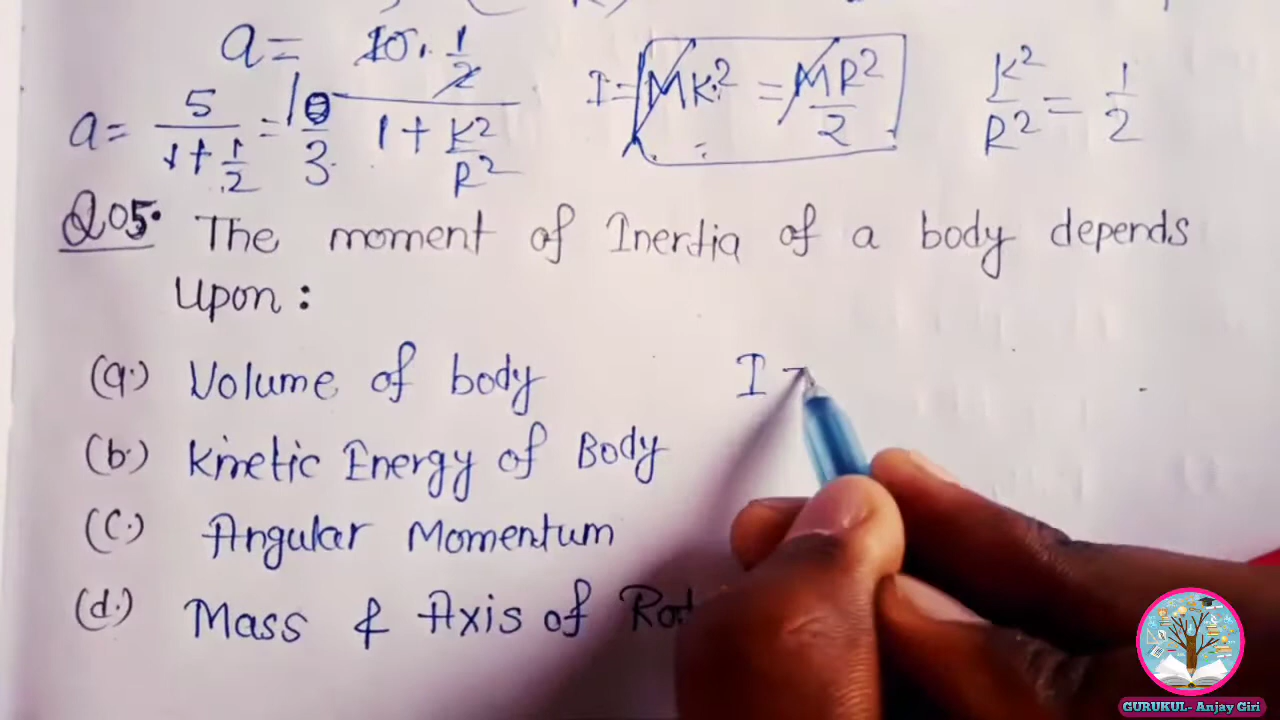 a = 10. 1/2 / 1 + K²/R²
I = MK² = MR²/2
K²/R² = 1/2
a = 5 / 1 + 1/2 = 10/3
Q05. The moment of Inertia of a body depends
Upon :
(a.) Volume of body
I =
(b.) Kinetic Energy of Body
(c.) Angular Momentum
(d.) Mass & Axis of
GURUKUL- Anjay Giri